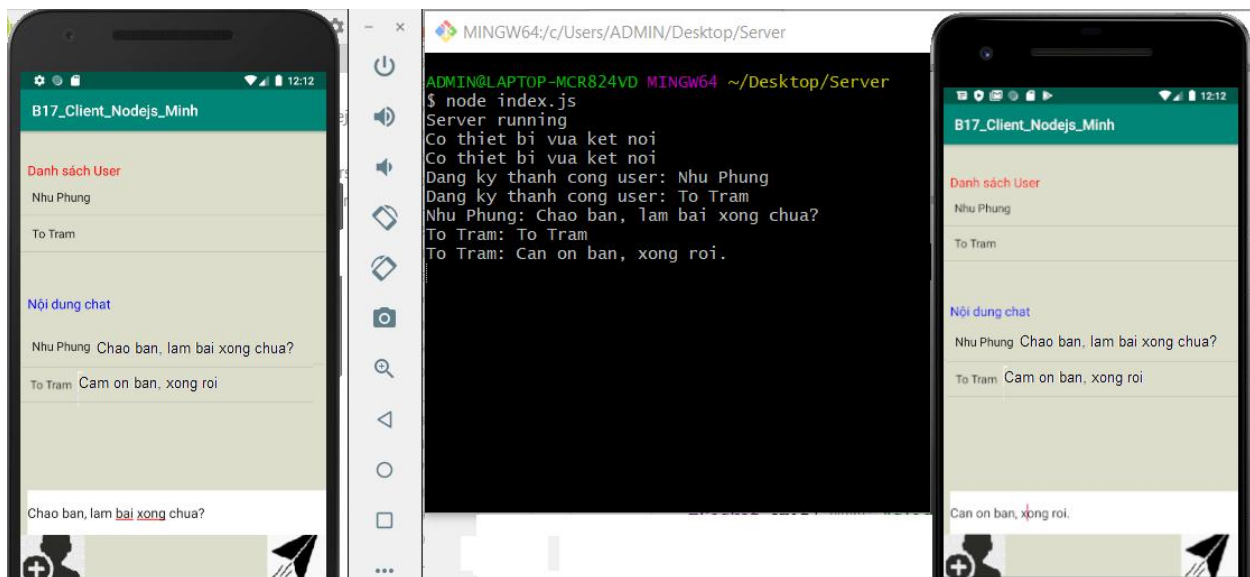 12:12
B17_Client_Nodejs_Minh
Danh sách User
Nhu Phung
To Tram
Nội dung chat
Nhu Phung Chao ban, lam bai xong chua?
To Tram Cam on ban, xong roi
Chao ban, lam bai xong chua?
MINGW64:/c/Users/ADMIN/Desktop/Server
ADMIN@LAPTOP-MCR824VD MINGW64 ~/Desktop/Server
$ node index.js
Server running
Co thiet bi vua ket noi
Co thiet bi vua ket noi
Dang ky thanh cong user: Nhu Phung
Dang ky thanh cong user: To Tram
Nhu Phung: Chao ban, lam bai xong chua?
To Tram: To Tram
To Tram: Can on ban, xong roi.
12:12
B17_Client_Nodejs_Minh
Danh sách User
Nhu Phung
To Tram
Nội dung chat
Nhu Phung Chao ban, lam bai xong chua?
To Tram Cam on ban, xong roi
Can on ban, xong roi.